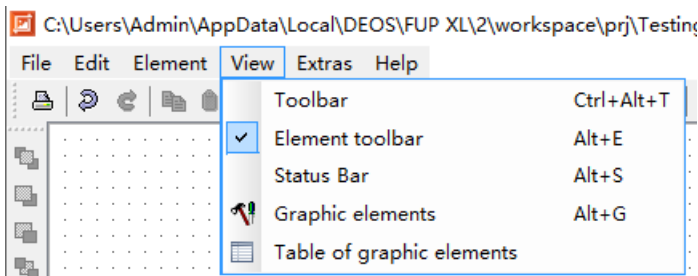 C:\Users\Admin\AppData\Local\DEOS\FUP XL\2\workspace\prj\Testing
File Edit Element View Extras Help
Toolbar Ctrl+Alt+T
Element toolbar Alt+E
Status Bar Alt+S
Graphic elements Alt+G
Table of graphic elements